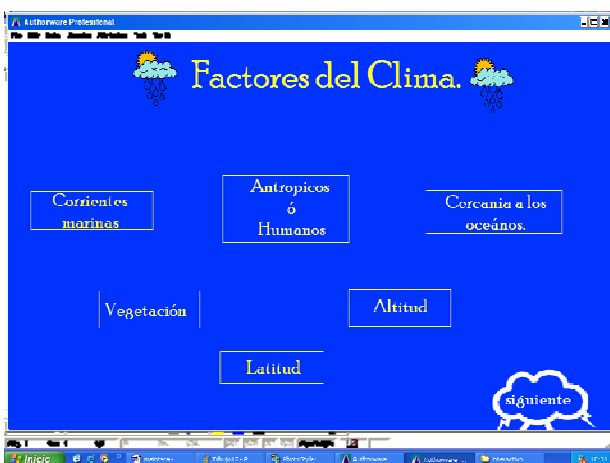 Authorware Professional
Factores del Clima.
Corrientes
marinas
Antropicos
ó
Humanos
Cercania a los
oceános.
Vegetación
Altitud
Latitud
siguiente
Inicio